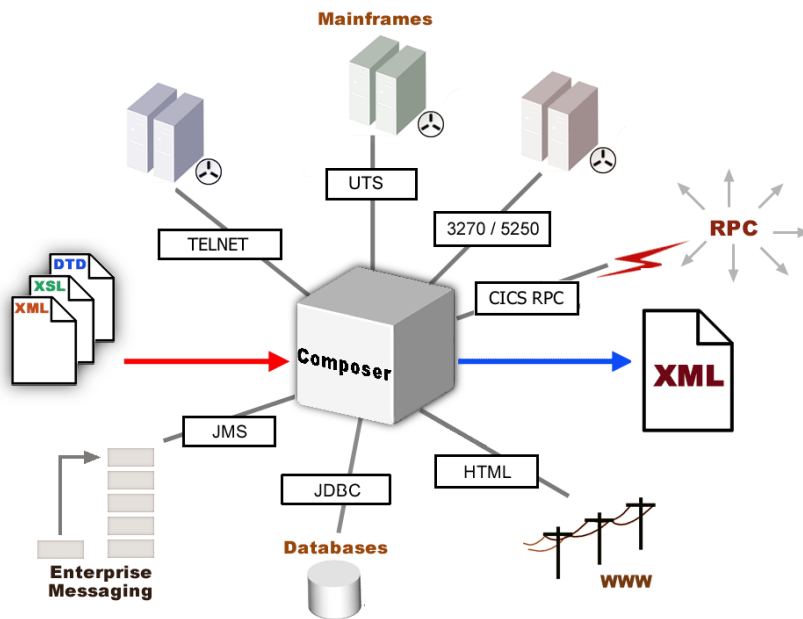 Mainframes
UTS
TELNET
3270 / 5250
RPC
CICS RPC
DTD
XSL
XML
Composer
XML
JMS
HTML
JDBC
Databases
Enterprise
Messaging
WWW